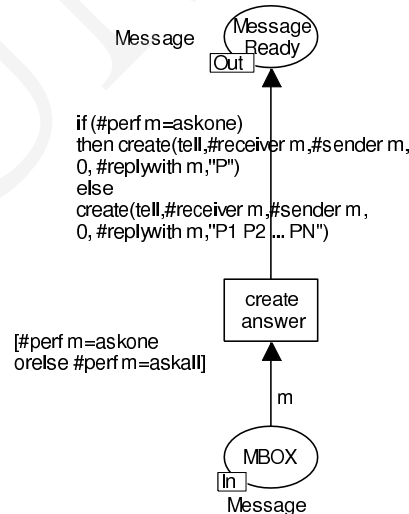 Message
Message
Ready
Out
if (#perf m=askone)
then create(tell,#receiver m,#sender m,
0, #replywith m,"P")
else
create(tell,#receiver m,#sender m,
0, #replywith m,"P1 P2 ... PN")
create
answer
[#perf m=askone
orelse #perf m=askall]
m
MBOX
In
Message